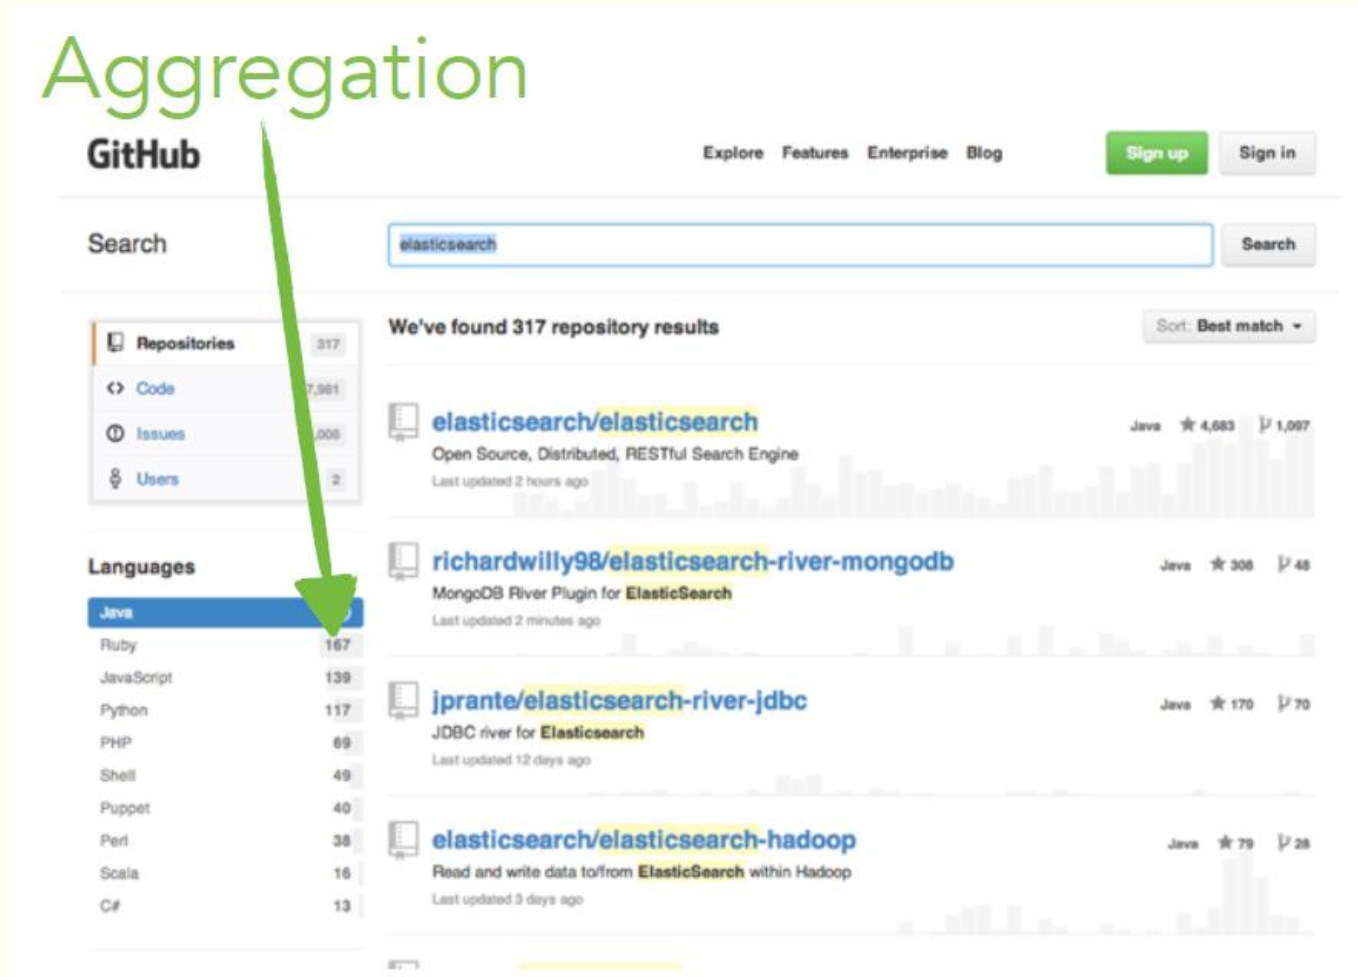 Aggregation
GitHub
Explore Features Enterprise Blog Sign up Sign in
Search
elasticsearch
Search
Repositories 317
Code 7,981
Issues ,008
Users 2
We've found 317 repository results
Sort: Best match
elasticsearch/elasticsearch
Java 4,683 1,097
Open Source, Distributed, RESTful Search Engine
Last updated 2 hours ago
richardwilly98/elasticsearch-river-mongodb
Java 308 48
MongoDB River Plugin for ElasticSearch
Last updated 2 minutes ago
jprante/elasticsearch-river-jdbc
Java 170 70
JDBC river for Elasticsearch
Last updated 12 days ago
elasticsearch/elasticsearch-hadoop
Java 79 28
Read and write data to/from ElasticSearch within Hadoop
Last updated 3 days ago
Languages
Java
Ruby 167
JavaScript 139
Python 117
PHP 69
Shell 49
Puppet 40
Perl 38
Scala 16
C# 13